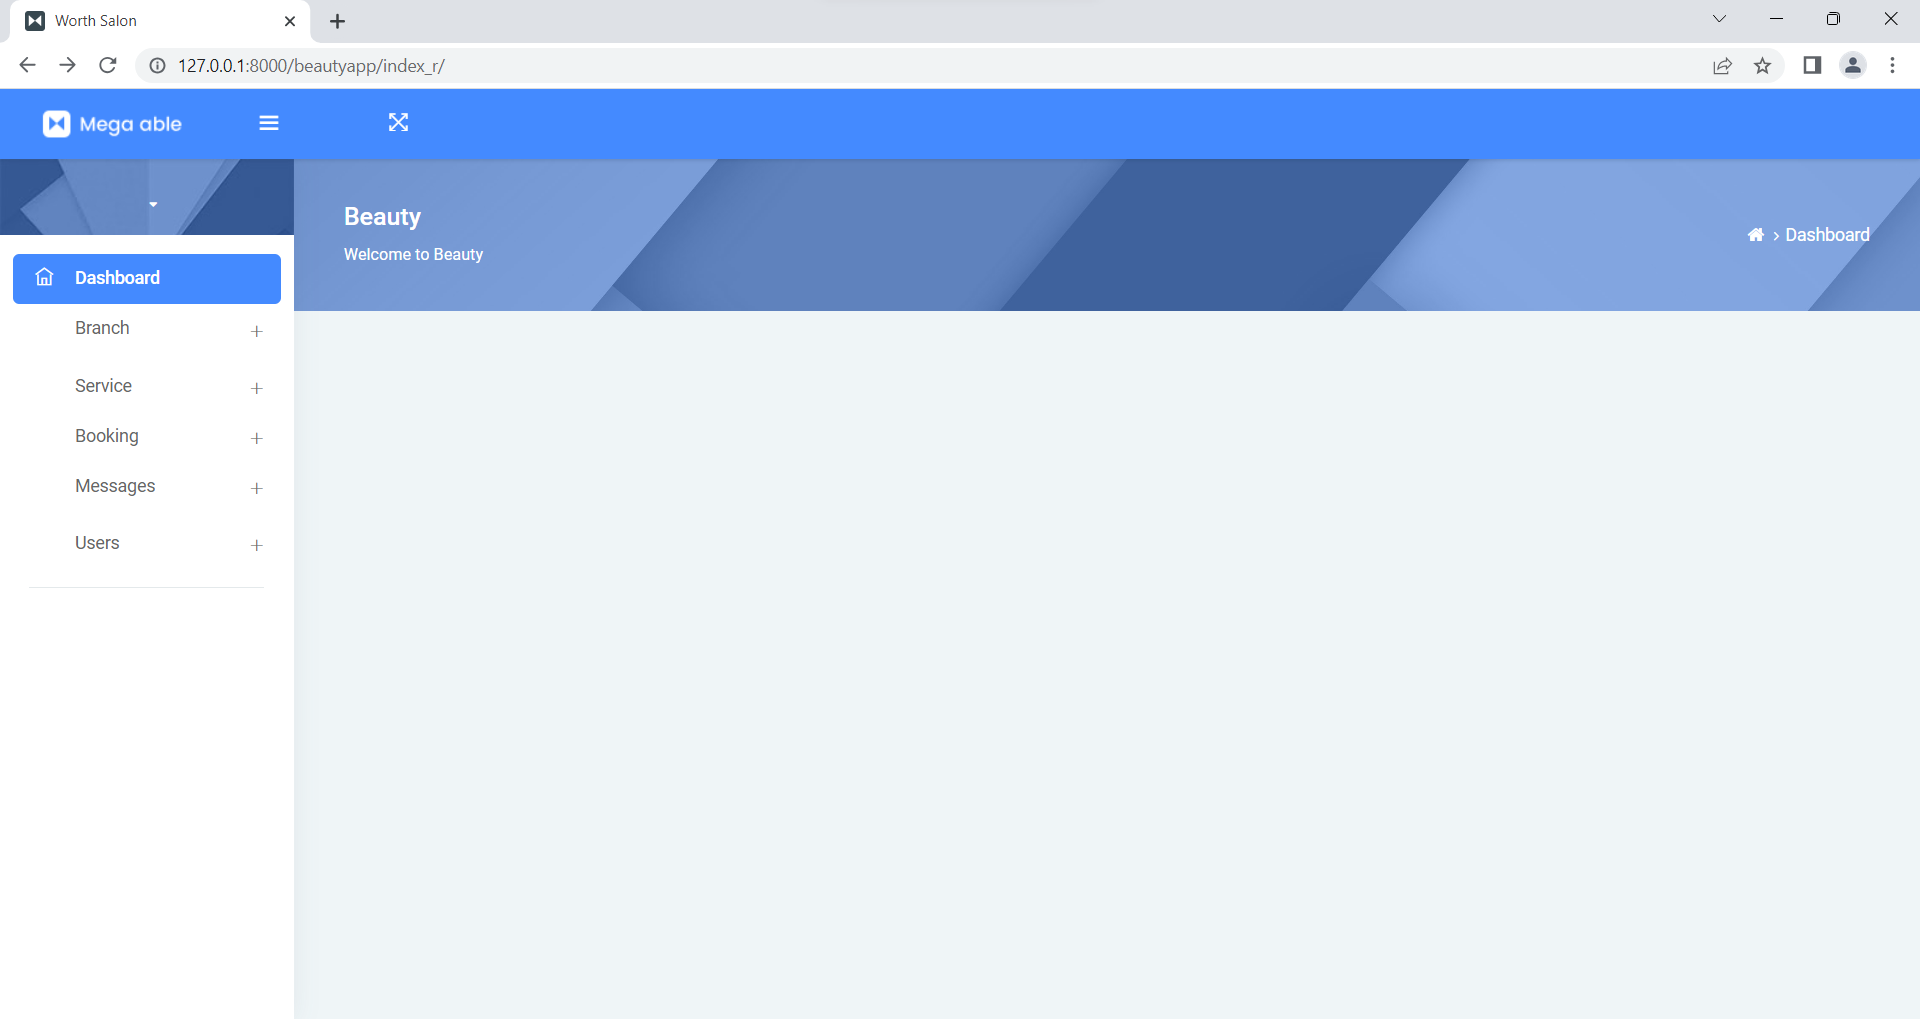 Worth Salon
127.0.0.1:8000/beautyapp/index_r/
Mega able
Beauty
Welcome to Beauty
› Dashboard
Dashboard
Branch +
Service +
Booking +
Messages +
Users +